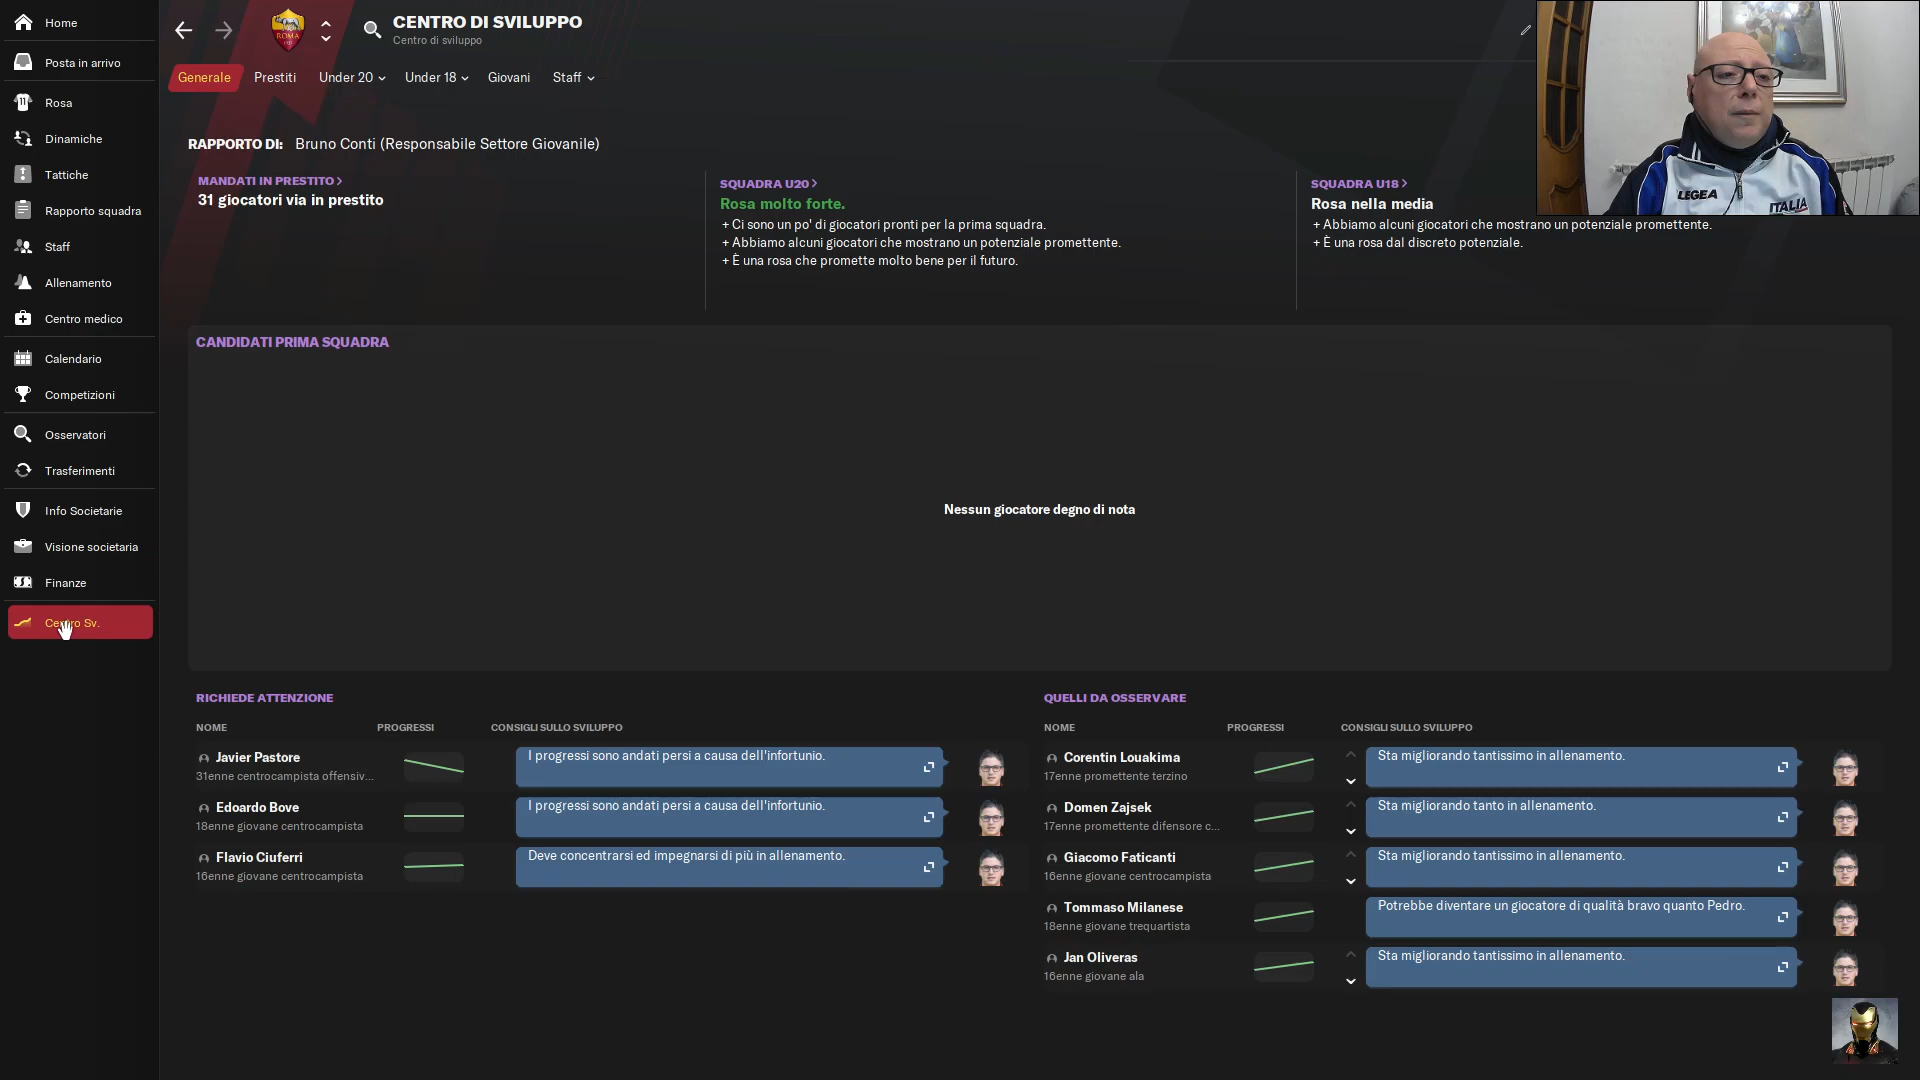 Home
Posta in arrivo
Rosa
Dinamiche
Tattiche
Rapporto squadra
Staff
Allenamento
Centro medico
Calendario
Competizioni
Osservatori
Trasferimenti
Info Societarie
Visione societaria
Finanze
Centro Sv.
CENTRO DI SVILUPPO
Centro di sviluppo
Generale Prestiti Under 20 Under 18 Giovani Staff
RAPPORTO DI: Bruno Conti (Responsabile Settore Giovanile)
MANDATI IN PRESTITO
31 giocatori via in prestito
SQUADRA U20
Rosa molto forte.
+ Ci sono un po' di giocatori pronti per la prima squadra.
+ Abbiamo alcuni giocatori che mostrano un potenziale promettente.
+ È una rosa che promette molto bene per il futuro.
SQUADRA U18
Rosa nella media
+ Abbiamo alcuni giocatori che mostrano un potenziale promettente.
+ È una rosa dal discreto potenziale.
LEGEA
ITALIA
ROMA
CANDIDATI PRIMA SQUADRA
Nessun giocatore degno di nota
RICHIEDE ATTENZIONE
NOME PROGRESSI CONSIGLI SULLO SVILUPPO
Javier Pastore
31enne centrocampista offensiv...
I progressi sono andati persi a causa dell'infortunio.
Edoardo Bove
18enne giovane centrocampista
I progressi sono andati persi a causa dell'infortunio.
Flavio Ciuferri
16enne giovane centrocampista
Deve concentrarsi ed impegnarsi di più in allenamento.
QUELLI DA OSSERVARE
NOME PROGRESSI CONSIGLI SULLO SVILUPPO
Corentin Louakima
17enne promettente terzino
Sta migliorando tantissimo in allenamento.
Domen Zajsek
17enne promettente difensore c...
Sta migliorando tanto in allenamento.
Giacomo Faticanti
16enne giovane centrocampista
Sta migliorando tantissimo in allenamento.
Tommaso Milanese
18enne giovane trequartista
Potrebbe diventare un giocatore di qualità bravo quanto Pedro.
Jan Oliveras
16enne giovane ala
Sta migliorando tantissimo in allenamento.